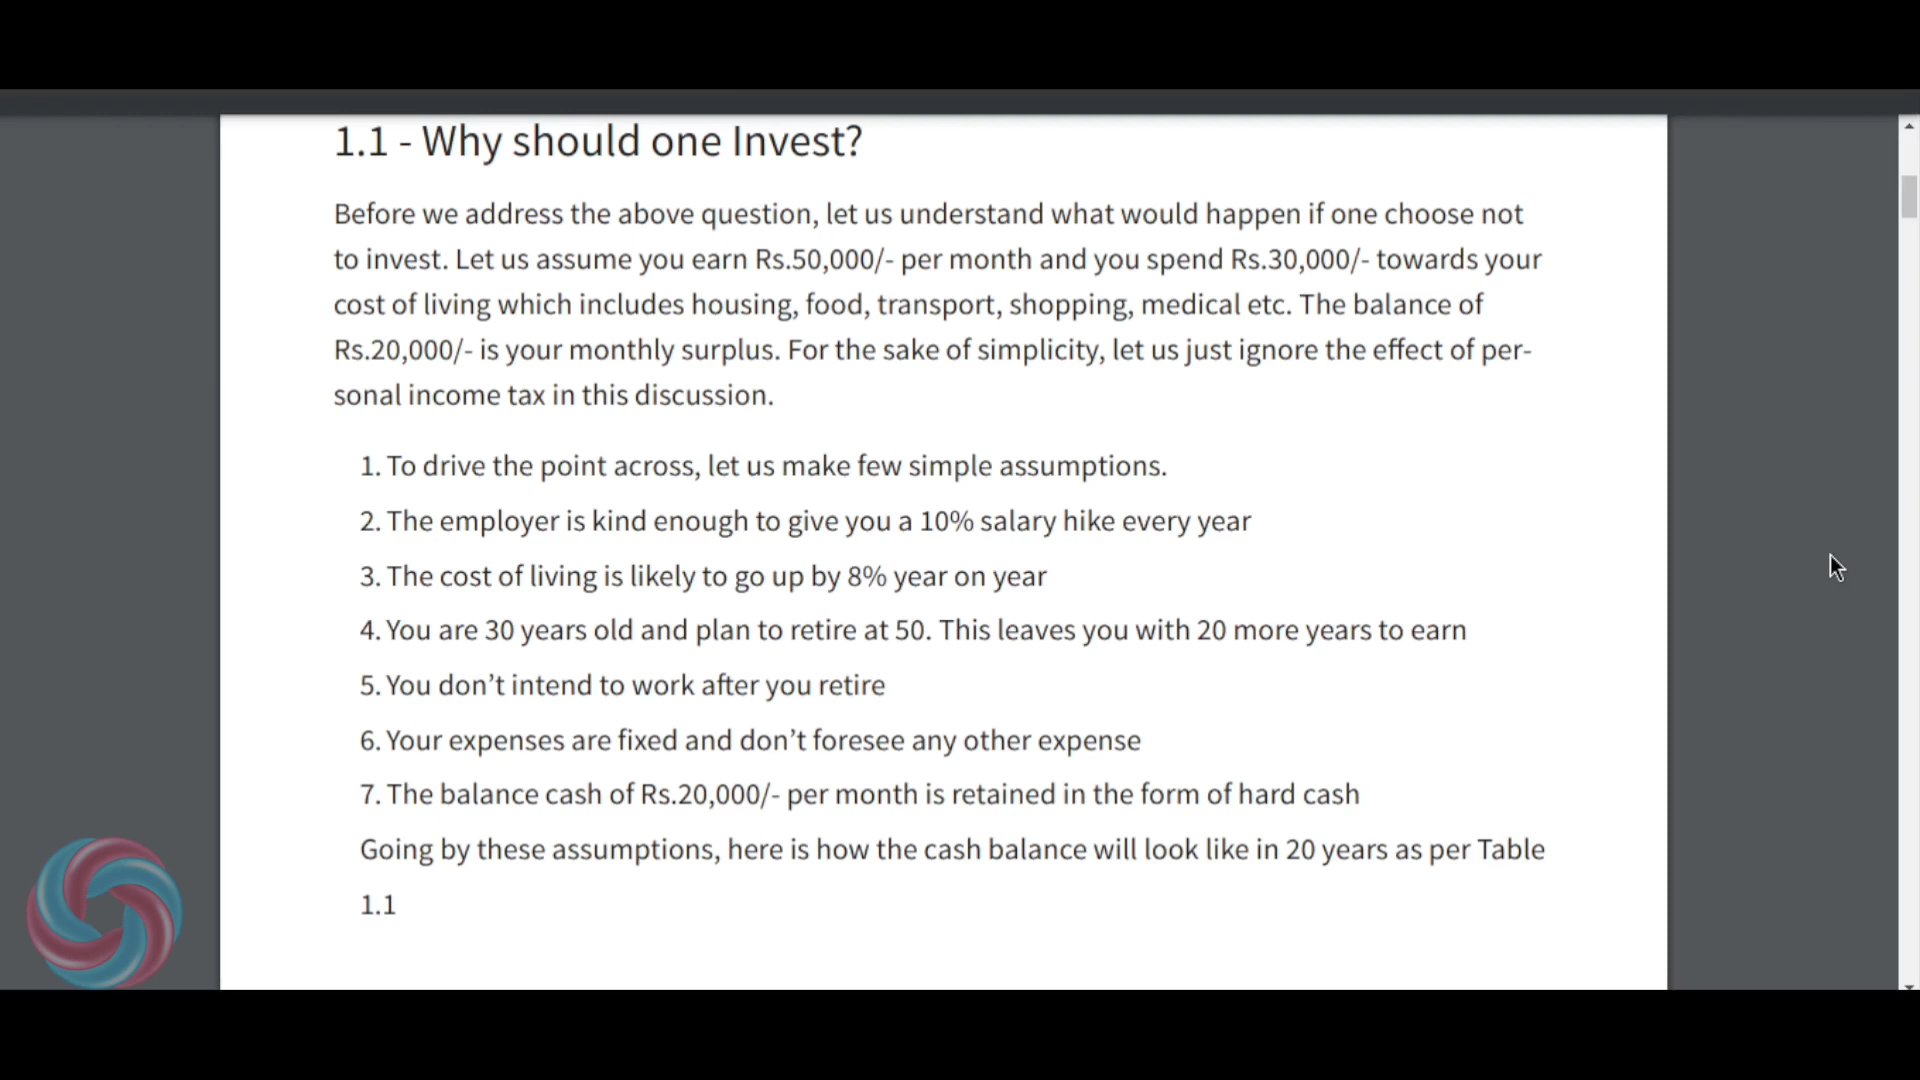 1.1 - Why should one Invest?
Before we address the above question, let us understand what would happen if one choose not
to invest. Let us assume you earn Rs.50,000/- per month and you spend Rs.30,000/- towards your
cost of living which includes housing, food, transport, shopping, medical etc. The balance of
Rs.20,000/- is your monthly surplus. For the sake of simplicity, let us just ignore the effect of per-
sonal income tax in this discussion.
1. To drive the point across, let us make few simple assumptions.
2. The employer is kind enough to give you a 10% salary hike every year
3. The cost of living is likely to go up by 8% year on year
4. You are 30 years old and plan to retire at 50. This leaves you with 20 more years to earn
5. You don’t intend to work after you retire
6. Your expenses are fixed and don’t foresee any other expense
7. The balance cash of Rs.20,000/- per month is retained in the form of hard cash
Going by these assumptions, here is how the cash balance will look like in 20 years as per Table
1.1